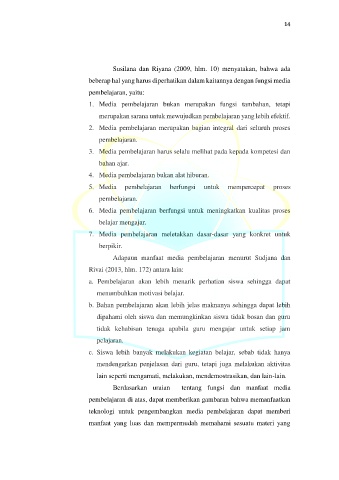 14
Susilana dan Riyana (2009, hlm. 10) menyatakan, bahwa ada
beberap hal yang harus diperhatikan dalam kaitannya dengan fungsi media
pembelajaran, yaitu:
1. Media pembelajaran bukan merupakan fungsi tambahan, tetapi
merupakan sarana untuk mewujudkan pembelajaran yang lebih efektif.
2. Media pembelajaran merupakan bagian integral dari seluruh proses
pembelajaran.
3. Media pembelajaran harus selalu melihat pada kepada kompetesi dan
bahan ajar.
4. Media pembelajaran bukan alat hiburan.
5. Media pembelajaran berfungsi untuk mempercepat proses
pembelajaran.
6. Media pembelajaran berfungsi untuk meningkatkan kualitas proses
belajar mengajar.
7. Media pembelajaran meletakkan dasar-dasar yang konkret untuk
berpikir.
Adapaun manfaat media pembelajaran menurut Sudjana dan
Rivai (2013, hlm. 172) antara lain:
a. Pembelajaran akan lebih menarik perhatian siswa sehingga dapat
menumbuhkan motivasi belajar.
b. Bahan pembelajaran akan lebih jelas maknanya sehingga dapat lebih
dipahami oleh siswa dan memungkinkan siswa tidak bosan dan guru
tidak kehabisan tenaga apabila guru mengajar untuk setiap jam
pelajaran.
c. Siswa lebih banyak melakukan kegiatan belajar, sebab tidak hanya
mendengarkan penjelasan dari guru, tetapi juga melakukan aktivitas
lain seperti mengamati, melakukan, mendemostrasikan, dan lain-lain.
Berdasarkan uraian tentang fungsi dan manfaat media
pembelajaran di atas, dapat memberikan gambaran bahwa memanfaatkan
teknologi untuk pengembangkan media pembelajaran dapat memberi
manfaat yang luas dan mempermudah memahami sesuatu materi yang